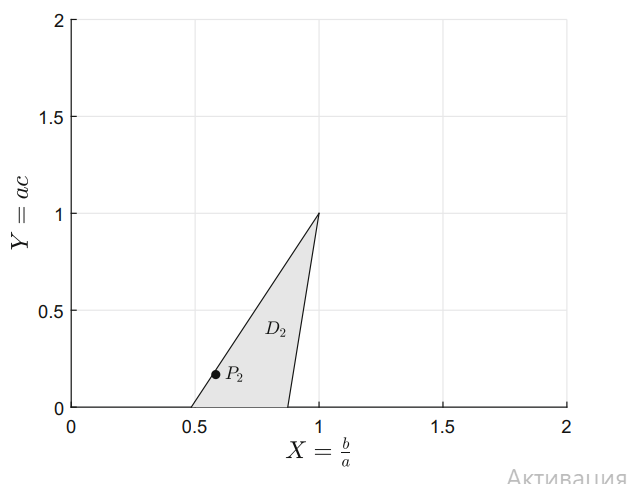 2
1.5
1
0.5
0
Y = ac
D₂
P₂
0 0.5 1 1.5 2
X = b/a
Активация